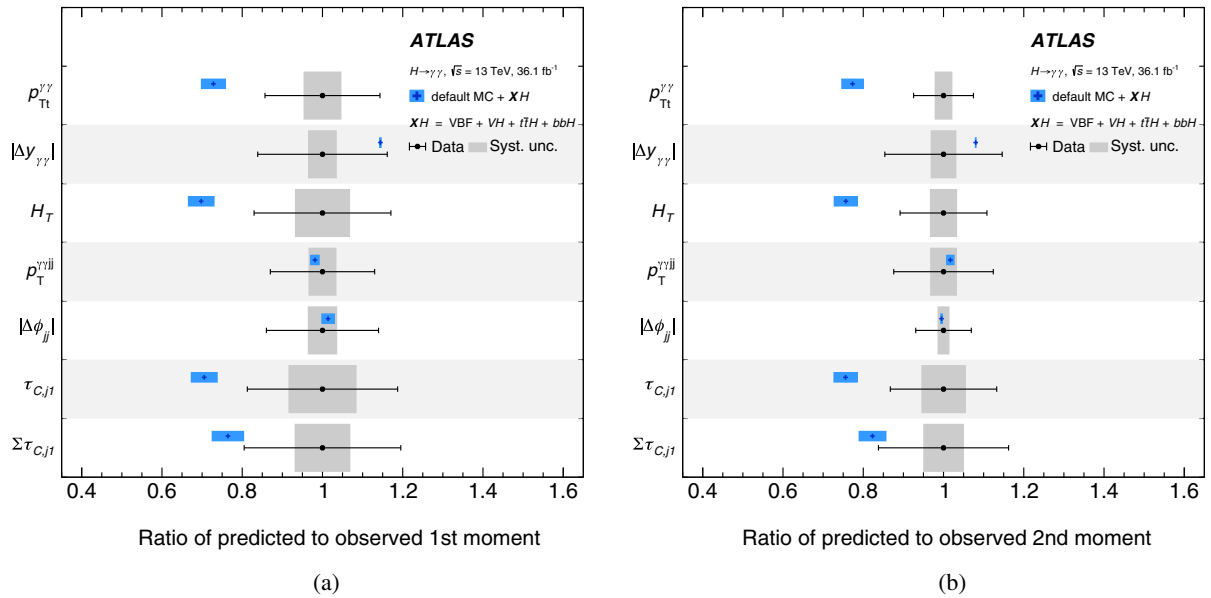 ATLAS
H→γγ, √s = 13 TeV, 36.1 fb⁻¹
default MC + XH
XH = VBF + VH + tt̄H + bbH
Data Syst. unc.
p_Tt^γγ
|Δy_γγ|
H_T
p_T^γγjj
|Δϕ_jj|
τ_C,j1
Στ_C,j1
0.4 0.6 0.8 1 1.2 1.4 1.6
Ratio of predicted to observed 1st moment
(a)
ATLAS
H→γγ, √s = 13 TeV, 36.1 fb⁻¹
default MC + XH
XH = VBF + VH + tt̄H + bbH
Data Syst. unc.
p_Tt^γγ
|Δy_γγ|
H_T
p_T^γγjj
|Δϕ_jj|
τ_C,j1
Στ_C,j1
0.4 0.6 0.8 1 1.2 1.4 1.6
Ratio of predicted to observed 2nd moment
(b)